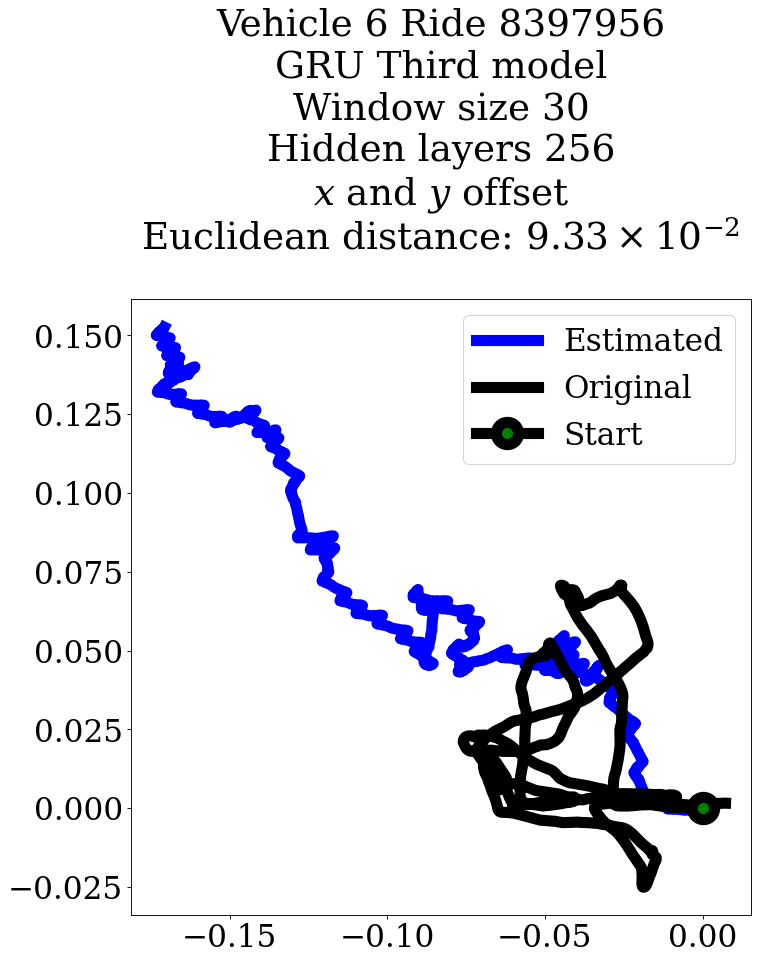 Vehicle 6 Ride 8397956
GRU Third model
Window size 30
Hidden layers 256
x and y offset
Euclidean distance: 9.33 × 10⁻²
Estimated
Original
Start
0.150
0.125
0.100
0.075
0.050
0.025
0.000
−0.025
−0.15 −0.10 −0.05 0.00